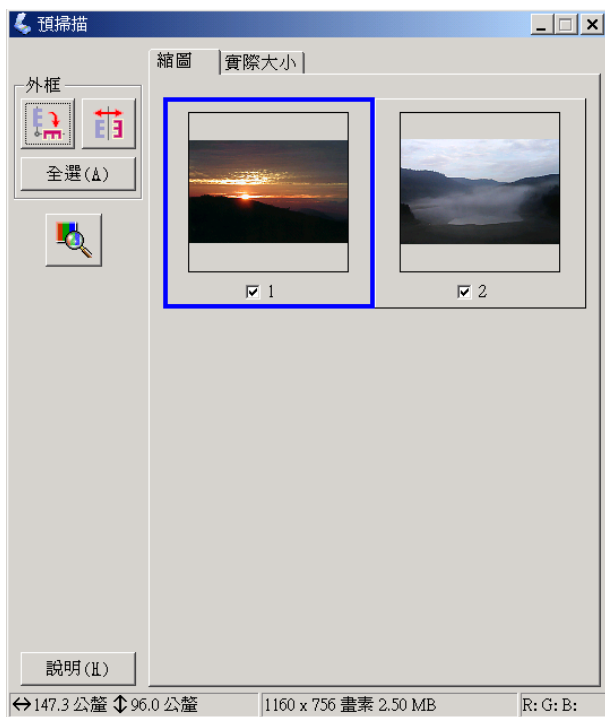 預掃描
縮圖
實際大小
外框
全選(A)
1
2
說明(H)
147.3 公釐 96.0 公釐
1160 x 756 畫素 2.50 MB
R: G: B: